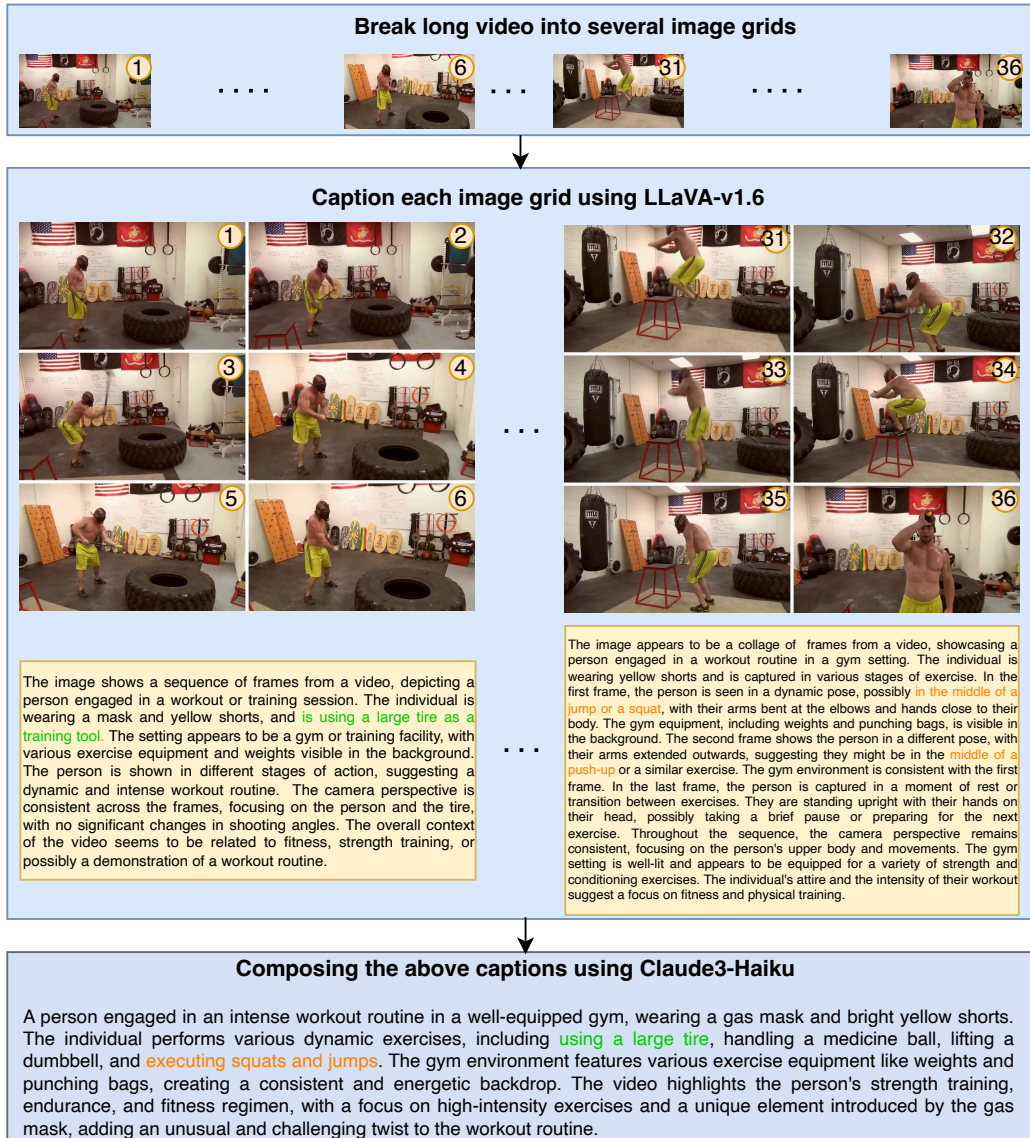 Break long video into several image grids
1
. . . .
6
. . .
31
. . . .
36
Caption each image grid using LLaVA-v1.6
1
2
31
32
TITLE
3
4
33
34
. . .
5
6
35
36
The image shows a sequence of frames from a video, depicting a
person engaged in a workout or training session. The individual is
wearing a mask and yellow shorts, and is using a large tire as a
training tool. The setting appears to be a gym or training facility, with
various exercise equipment and weights visible in the background.
The person is shown in different stages of action, suggesting a
dynamic and intense workout routine. The camera perspective is
consistent across the frames, focusing on the person and the tire,
with no significant changes in shooting angles. The overall context
of the video seems to be related to fitness, strength training, or
possibly a demonstration of a workout routine.
. . .
The image appears to be a collage of frames from a video, showcasing a
person engaged in a workout routine in a gym setting. The individual is
wearing yellow shorts and is captured in various stages of exercise. In the
first frame, the person is seen in a dynamic pose, possibly in the middle of a
jump or a squat, with their arms bent at the elbows and hands close to their
body. The gym equipment, including weights and punching bags, is visible in
the background. The second frame shows the person in a different pose, with
their arms extended outwards, suggesting they might be in the middle of a
push-up or a similar exercise. The gym environment is consistent with the first
frame. In the last frame, the person is captured in a moment of rest or
transition between exercises. They are standing upright with their hands on
their head, possibly taking a brief pause or preparing for the next
exercise. Throughout the sequence, the camera perspective remains
consistent, focusing on the person's upper body and movements. The gym
setting is well-lit and appears to be equipped for a variety of strength and
conditioning exercises. The individual's attire and the intensity of their workout
suggest a focus on fitness and physical training.
Composing the above captions using Claude3-Haiku
A person engaged in an intense workout routine in a well-equipped gym, wearing a gas mask and bright yellow shorts.
The individual performs various dynamic exercises, including using a large tire, handling a medicine ball, lifting a
dumbbell, and executing squats and jumps. The gym environment features various exercise equipment like weights and
punching bags, creating a consistent and energetic backdrop. The video highlights the person's strength training,
endurance, and fitness regimen, with a focus on high-intensity exercises and a unique element introduced by the gas
mask, adding an unusual and challenging twist to the workout routine.